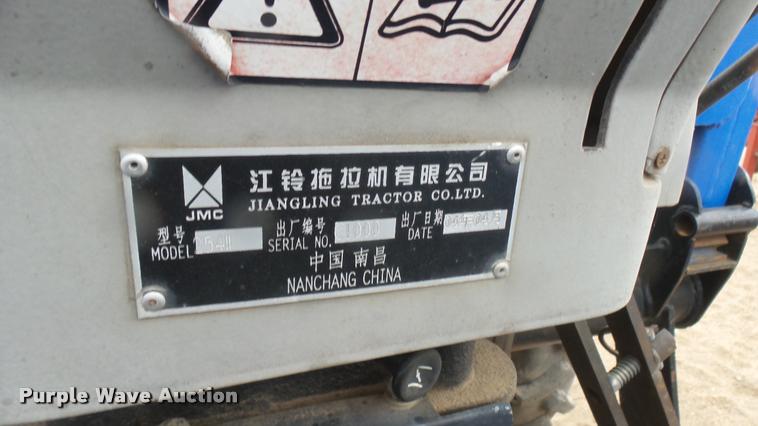 JMC
江铃拖拉机有限公司
JIANGLING TRACTOR CO.LTD.
型号 出厂编号 出厂日期
MODEL SERIAL NO. 1000 DATE
中国 南昌
NANCHANG CHINA
Purple Wave Auction